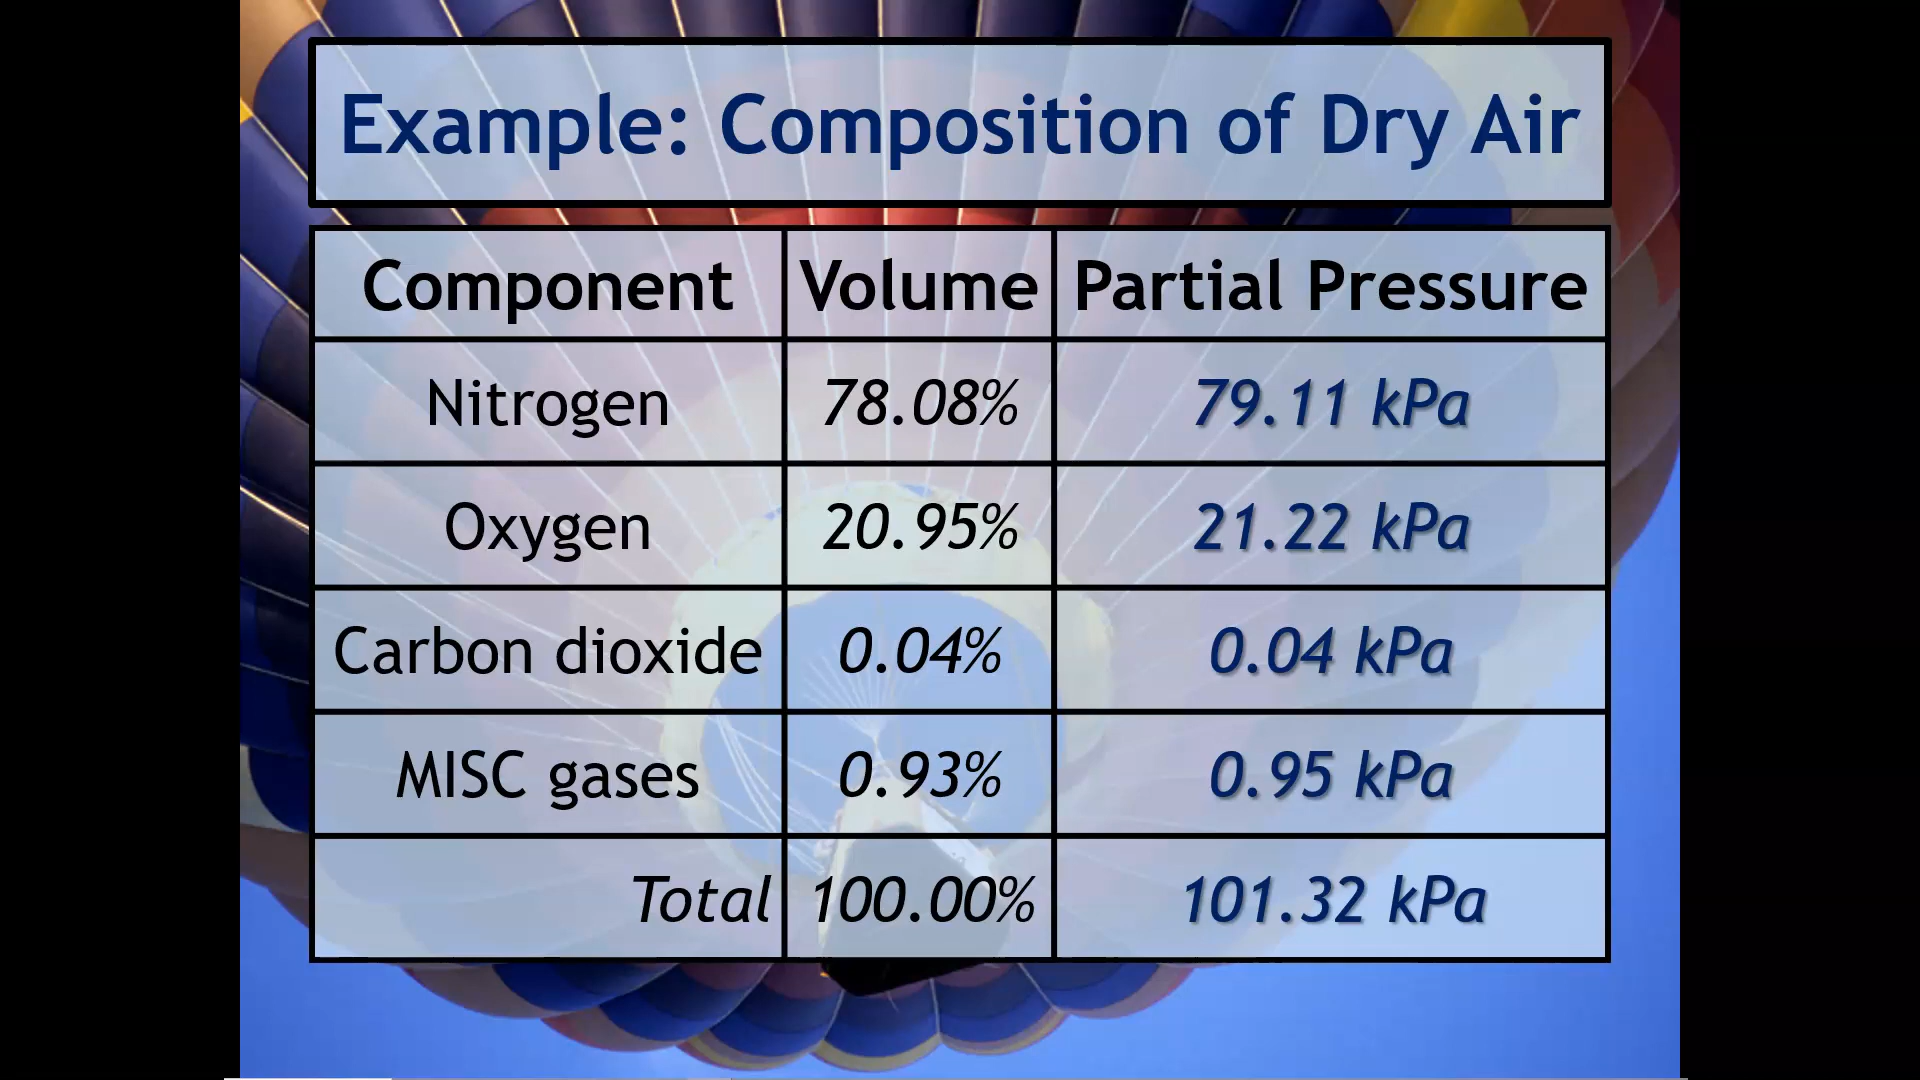 Example: Composition of Dry Air
Component Volume Partial Pressure
Nitrogen 78.08% 79.11 kPa
Oxygen 20.95% 21.22 kPa
Carbon dioxide 0.04% 0.04 kPa
MISC gases 0.93% 0.95 kPa
Total 100.00% 101.32 kPa